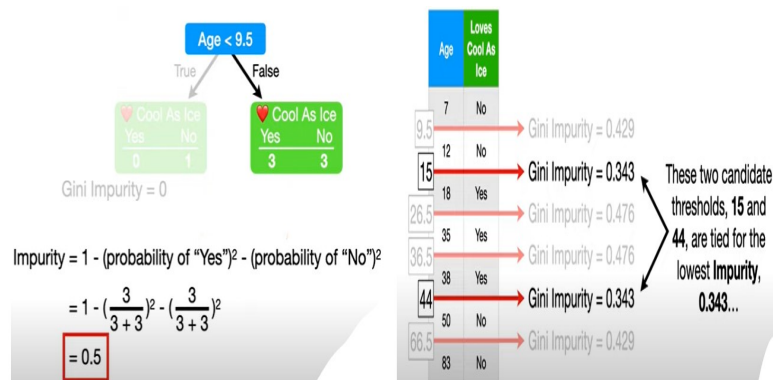 Age < 9.5
True
False
❤️ Cool As Ice
Yes No
0 1
❤️ Cool As Ice
Yes No
3 3
Gini Impurity = 0
Impurity = 1 - (probability of “Yes”)² - (probability of “No”)²
= 1 - (3/(3 + 3))² - (3/(3 + 3))²
= 0.5
Age
Loves
Cool As
Ice
7 No
9.5 Gini Impurity = 0.429
12 No
15 Gini Impurity = 0.343
18 Yes
26.5 Gini Impurity = 0.476
35 Yes
36.5 Gini Impurity = 0.476
38 Yes
44 Gini Impurity = 0.343
50 No
66.5 Gini Impurity = 0.429
83 No
These two candidate
thresholds, 15 and
44, are tied for the
lowest Impurity,
0.343...